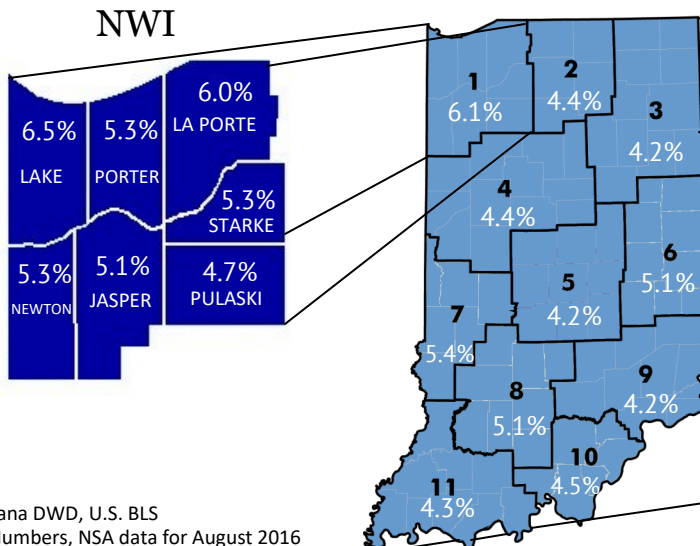 NWI
6.5%
LAKE
5.3%
PORTER
6.0%
LA PORTE
5.3%
STARKE
5.3%
NEWTON
5.1%
JASPER
4.7%
PULASKI
1
6.1%
2
4.4%
3
4.2%
4
4.4%
5
4.2%
6
5.1%
7
5.4%
8
5.1%
9
4.2%
10
4.5%
11
4.3%
ana DWD, U.S. BLS
Numbers, NSA data for August 2016